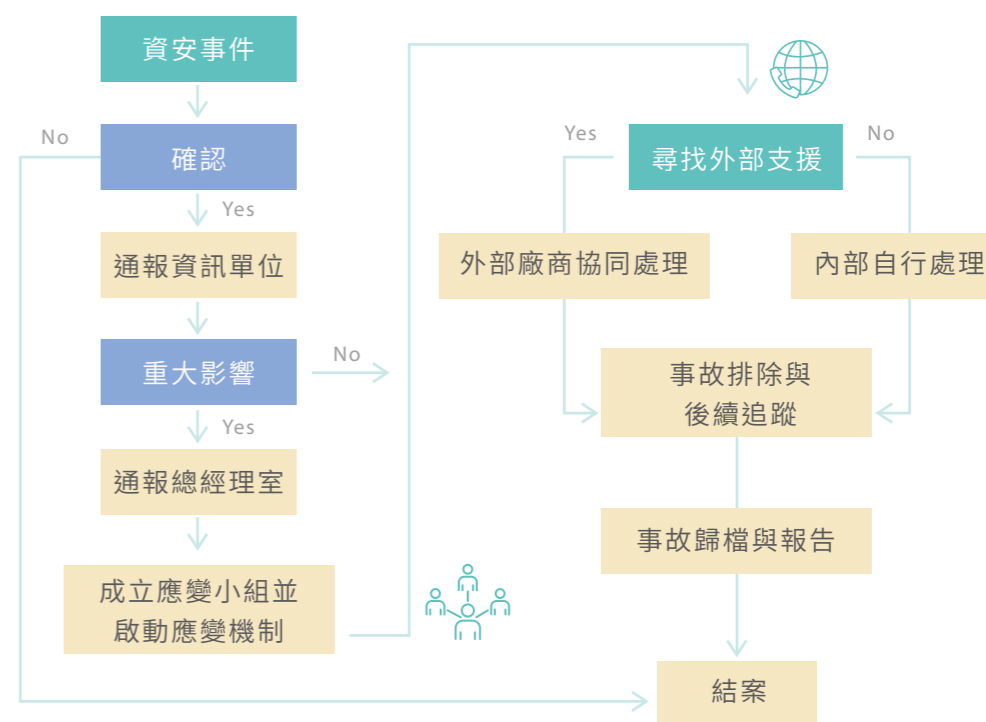 資安事件
No
確認
Yes
通報資訊單位
重大影響
No
Yes
通報總經理室
成立應變小組並
啟動應變機制
Yes
尋找外部支援
No
外部廠商協同處理
內部自行處理
事故排除與
後續追蹤
事故歸檔與報告
結案